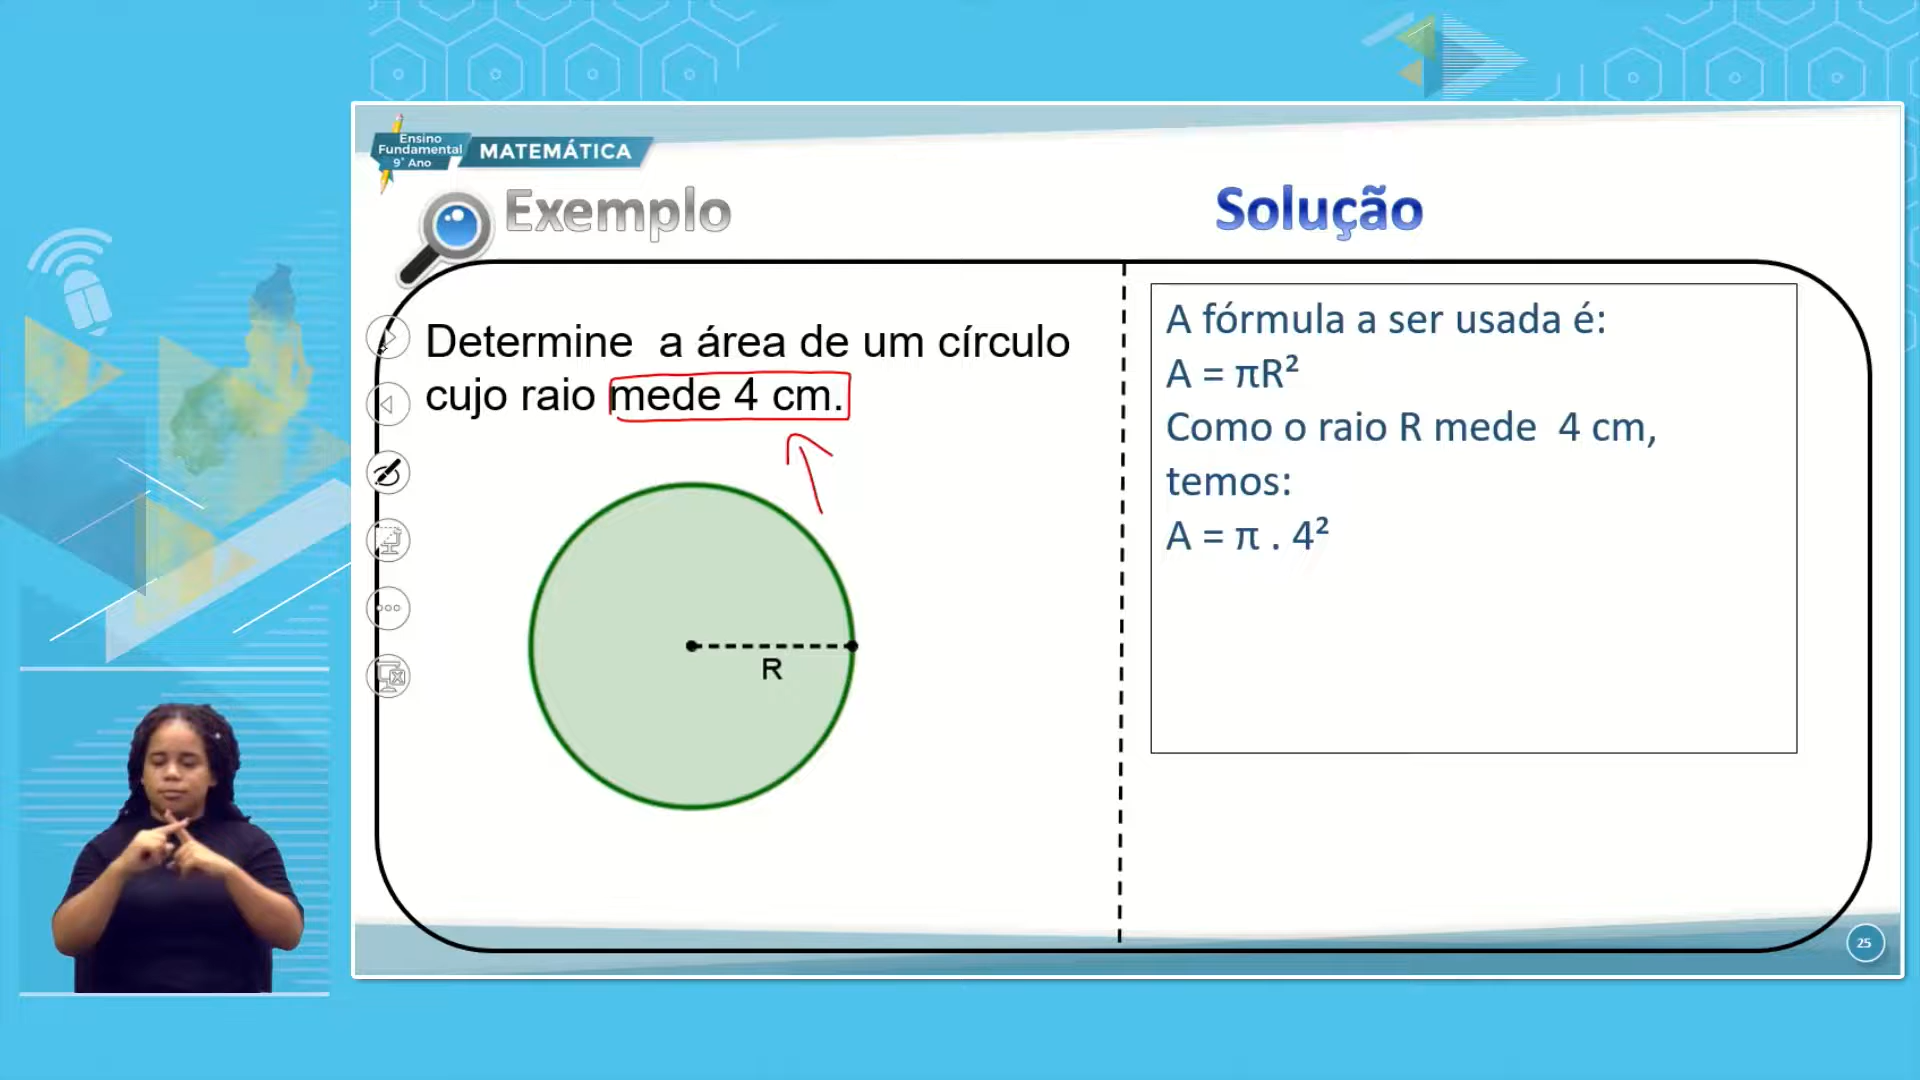 Ensino
Fundamental
9° Ano
MATEMÁTICA
Exemplo
Solução
Determine a área de um círculo
cujo raio mede 4 cm.
R
A fórmula a ser usada é:
A = πR²
Como o raio R mede 4 cm,
temos:
A = π . 4²
25